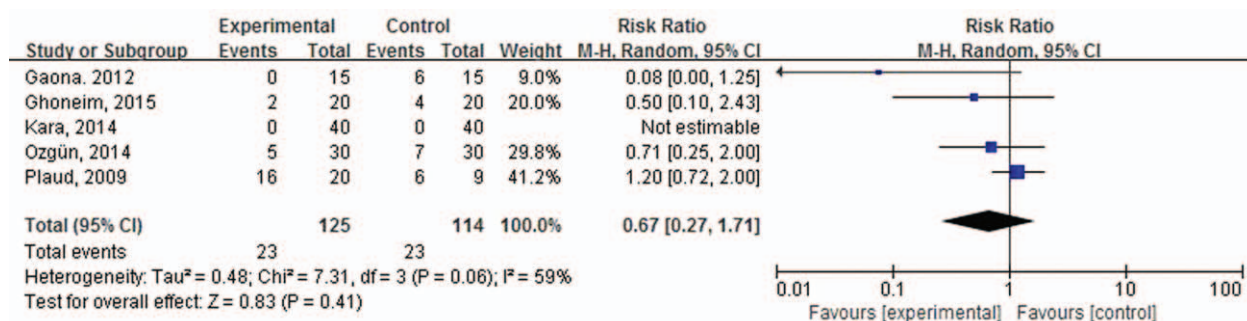 Experimental Control Risk Ratio Risk Ratio
Study or Subgroup Events Total Events Total Weight M-H, Random, 95% CI M-H, Random, 95% CI
Gaona. 2012 0 15 6 15 9.0% 0.08 [0.00, 1.25]
Ghoneim, 2015 2 20 4 20 20.0% 0.50 [0.10, 2.43]
Kara, 2014 0 40 0 40 Not estimable
Ozgün, 2014 5 30 7 30 29.8% 0.71 [0.25, 2.00]
Plaud, 2009 16 20 6 9 41.2% 1.20 [0.72, 2.00]
Total (95% CI) 125 114 100.0% 0.67 [0.27, 1.71]
Total events 23 23
Heterogeneity: Tau² = 0.48; Chi² = 7.31, df = 3 (P = 0.06); I² = 59%
Test for overall effect: Z = 0.83 (P = 0.41)
0.01 0.1 1 10 100
Favours [experimental] Favours [control]